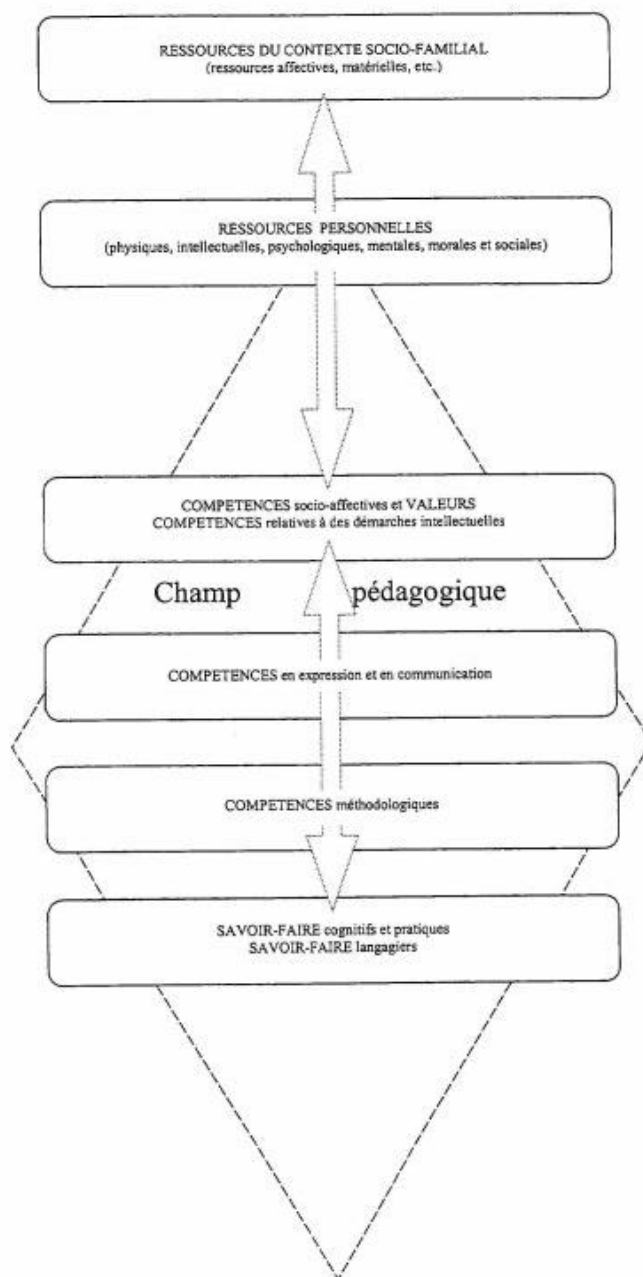 RESSOURCES DU CONTEXTE SOCIO-FAMILIAL
(ressources affectives, matérielles, etc.)
RESSOURCES PERSONNELLES
(physiques, intellectuelles, psychologiques, mentales, morales et sociales)
COMPETENCES socio-affectives et VALEURS
COMPETENCES relatives à des démarches intellectuelles
Champ pédagogique
COMPETENCES en expression et en communication
COMPETENCES méthodologiques
SAVOIR-FAIRE cognitifs et pratiques
SAVOIR-FAIRE langagiers